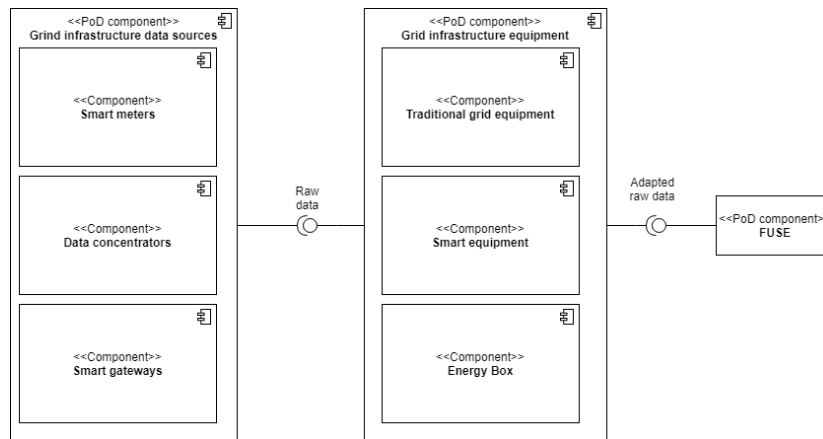 <<PoD component>>
Grind infrastructure data sources
<<Component>>
Smart meters
<<Component>>
Data concentrators
<<Component>>
Smart gateways
Raw
data
<<PoD component>>
Grid infrastructure equipment
<<Component>>
Traditional grid equipment
<<Component>>
Smart equipment
<<Component>>
Energy Box
Adapted
raw data
<<PoD component>
FUSE